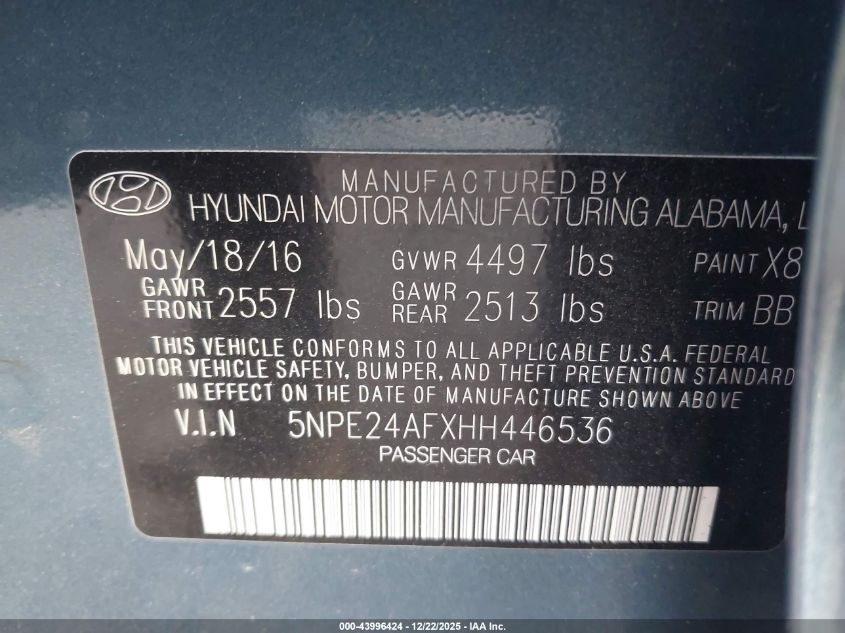 MANUFACTURED BY
HYUNDAI MOTOR MANUFACTURING ALABAMA, L
May/18/16 GVWR 4497 lbs PAINT X8
GAWR FRONT 2557 lbs GAWR REAR 2513 lbs TRIM BB
THIS VEHICLE CONFORMS TO ALL APPLICABLE U.S.A. FEDERAL
MOTOR VEHICLE SAFETY, BUMPER, AND THEFT PREVENTION STANDARD
IN EFFECT ON THE DATE OF MANUFACTURE SHOWN ABOVE
V.I.N 5NPE24AFXHH446536
PASSENGER CAR
000-43996424 - 12/22/2025 - IAA Inc.